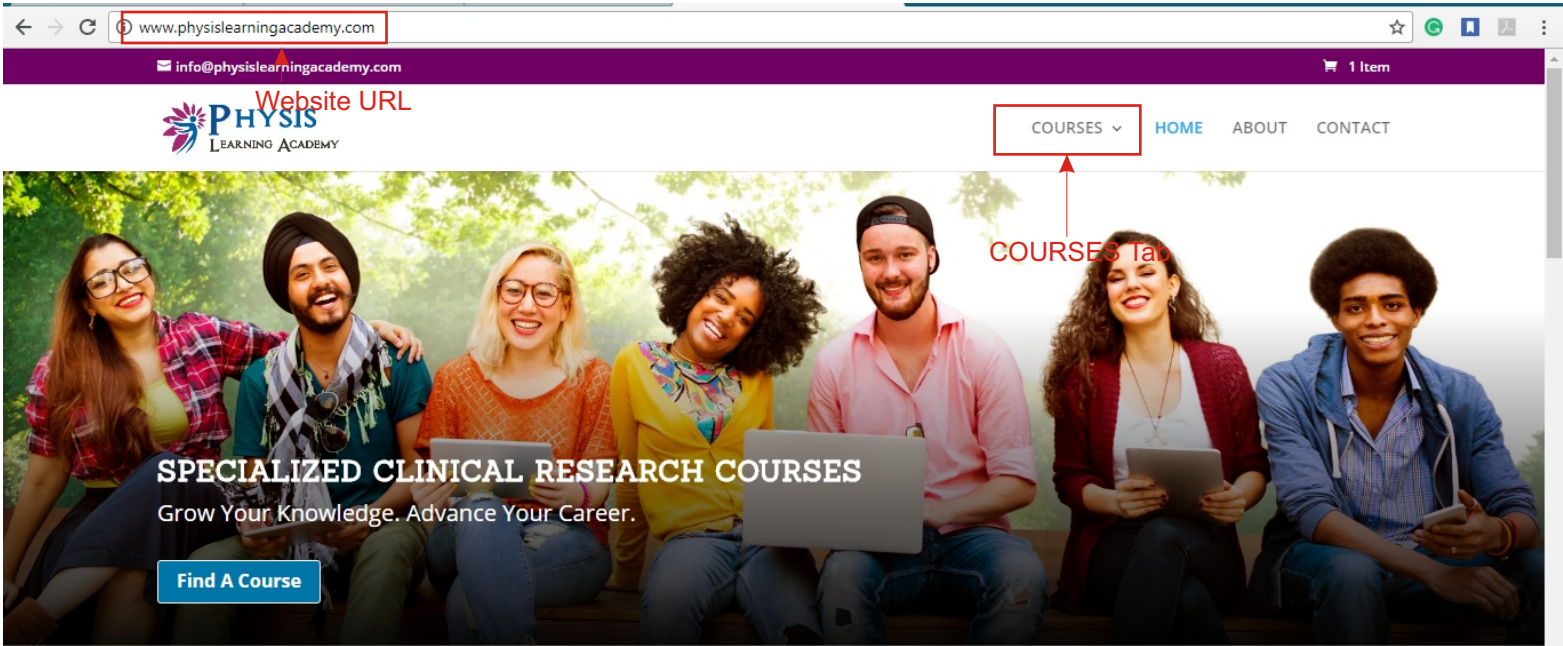 www.physislearningacademy.com
info@physislearningacademy.com
1 Item
Website URL
PHYSIS
LEARNING ACADEMY
COURSES
HOME
ABOUT
CONTACT
COURSES Tab
SPECIALIZED CLINICAL RESEARCH COURSES
Grow Your Knowledge. Advance Your Career.
Find A Course